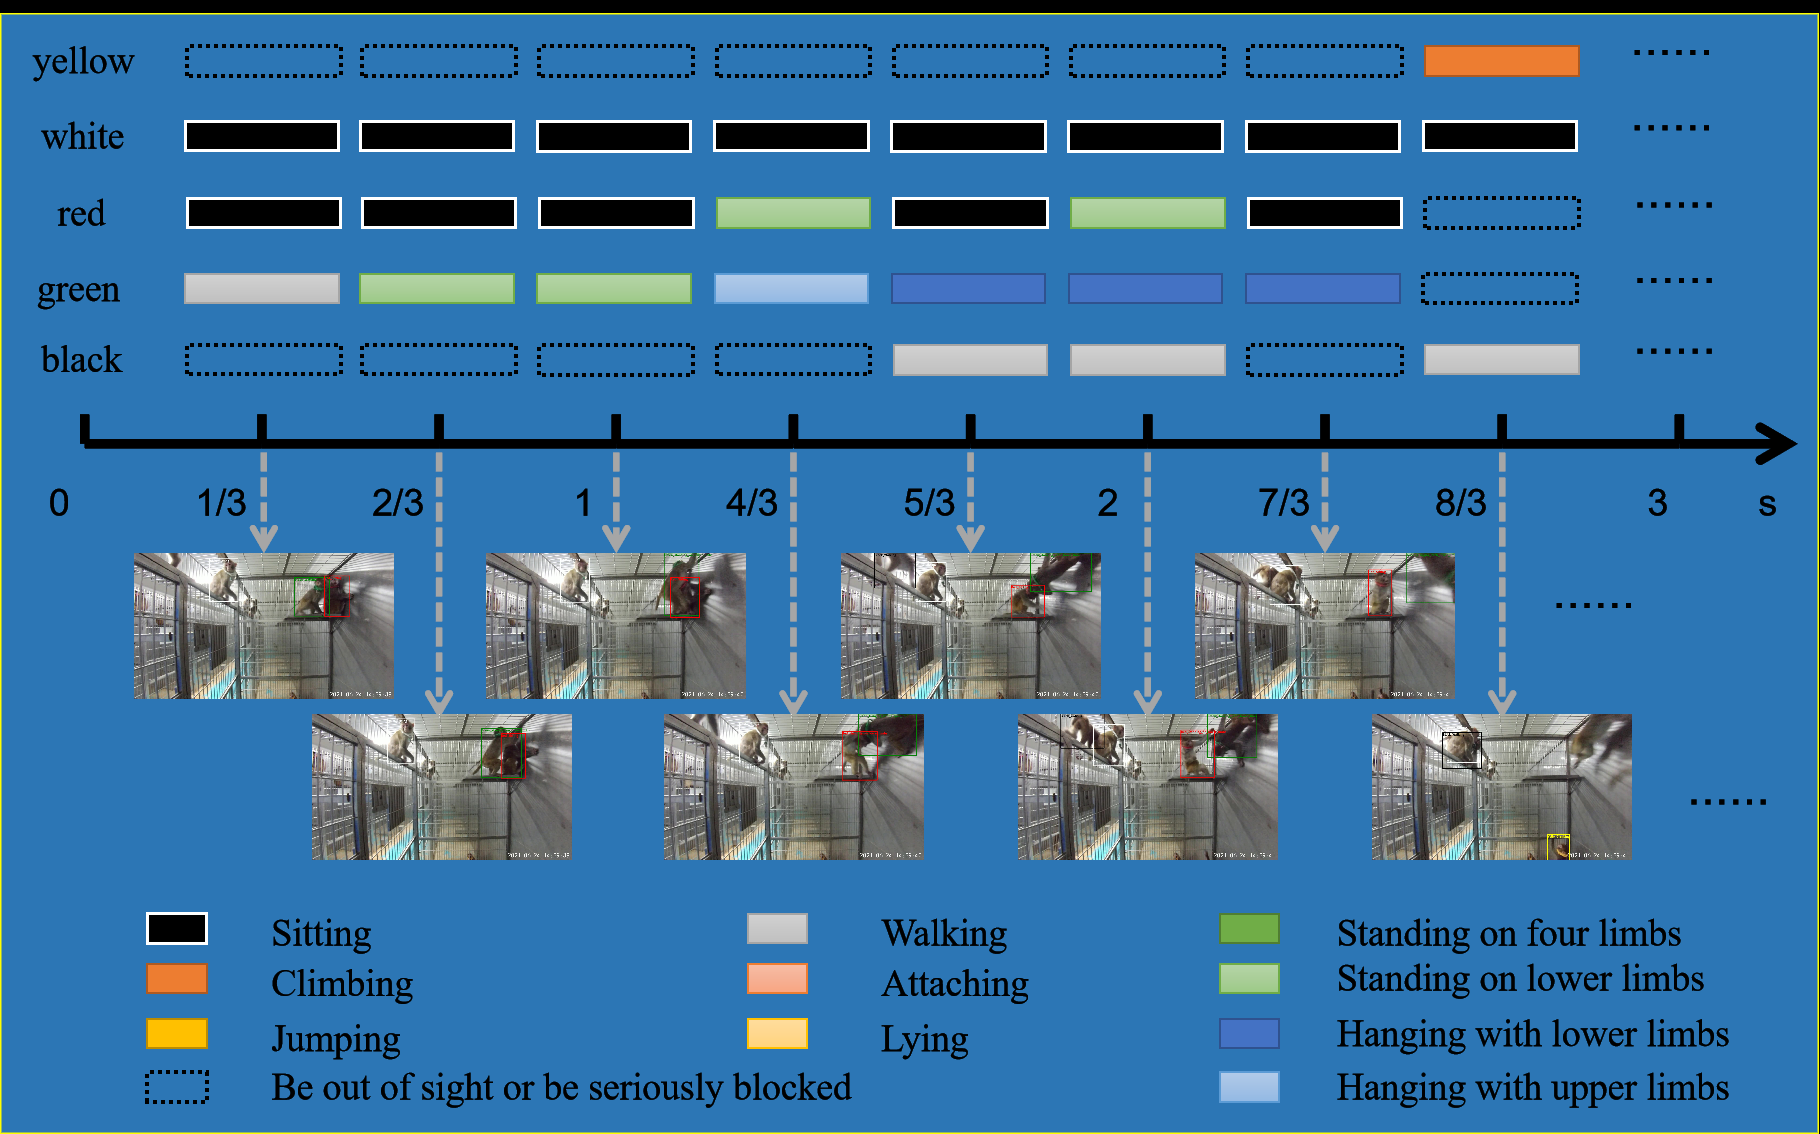 yellow ......
white ......
red ......
green ......
black ......
0 1/3 2/3 1 4/3 5/3 2 7/3 8/3 3 s
......
......
Sitting Walking Standing on four limbs
Climbing Attaching Standing on lower limbs
Jumping Lying Hanging with lower limbs
Be out of sight or be seriously blocked Hanging with upper limbs